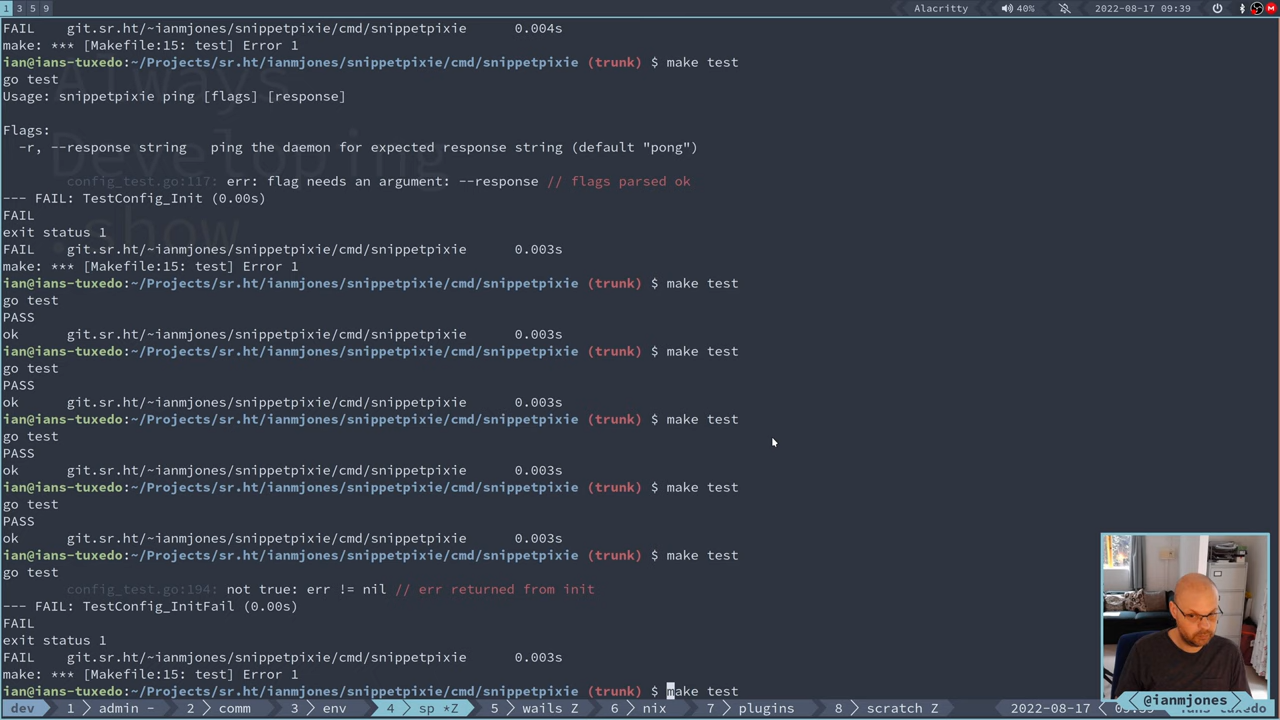 1 3 5 9 Alacritty 40% 2022-08-17 09:39
FAIL git.sr.ht/~ianmjones/snippetpixie/cmd/snippetpixie 0.004s
make: *** [Makefile:15: test] Error 1
ian@ians-tuxedo:~/Projects/sr.ht/ianmjones/snippetpixie/cmd/snippetpixie (trunk) $ make test
go test
Always
Usage: snippetpixie ping [flags] [response]
Flags:
Developing
-r, --response string ping the daemon for expected response string (default "pong")
config_test.go:117: err: flag needs an argument: --response // flags parsed ok
--- FAIL: TestConfig_Init (0.00s)
FAIL
.show
exit status 1
FAIL git.sr.ht/~ianmjones/snippetpixie/cmd/snippetpixie 0.003s
make: *** [Makefile:15: test] Error 1
ian@ians-tuxedo:~/Projects/sr.ht/ianmjones/snippetpixie/cmd/snippetpixie (trunk) $ make test
go test
PASS
ok git.sr.ht/~ianmjones/snippetpixie/cmd/snippetpixie 0.003s
ian@ians-tuxedo:~/Projects/sr.ht/ianmjones/snippetpixie/cmd/snippetpixie (trunk) $ make test
go test
PASS
ok git.sr.ht/~ianmjones/snippetpixie/cmd/snippetpixie 0.003s
ian@ians-tuxedo:~/Projects/sr.ht/ianmjones/snippetpixie/cmd/snippetpixie (trunk) $ make test
go test
PASS
ok git.sr.ht/~ianmjones/snippetpixie/cmd/snippetpixie 0.003s
ian@ians-tuxedo:~/Projects/sr.ht/ianmjones/snippetpixie/cmd/snippetpixie (trunk) $ make test
go test
PASS
ok git.sr.ht/~ianmjones/snippetpixie/cmd/snippetpixie 0.003s
ian@ians-tuxedo:~/Projects/sr.ht/ianmjones/snippetpixie/cmd/snippetpixie (trunk) $ make test
go test
config_test.go:194: not true: err != nil // err returned from init
--- FAIL: TestConfig_InitFail (0.00s)
FAIL
exit status 1
FAIL git.sr.ht/~ianmjones/snippetpixie/cmd/snippetpixie 0.003s
make: *** [Makefile:15: test] Error 1
ian@ians-tuxedo:~/Projects/sr.ht/ianmjones/snippetpixie/cmd/snippetpixie (trunk) $ make test
@ianmjones
dev 1 admin - 2 comm 3 env 4 sp *Z 5 wails Z 6 nix 7 plugins 8 scratch Z 2022-08-17